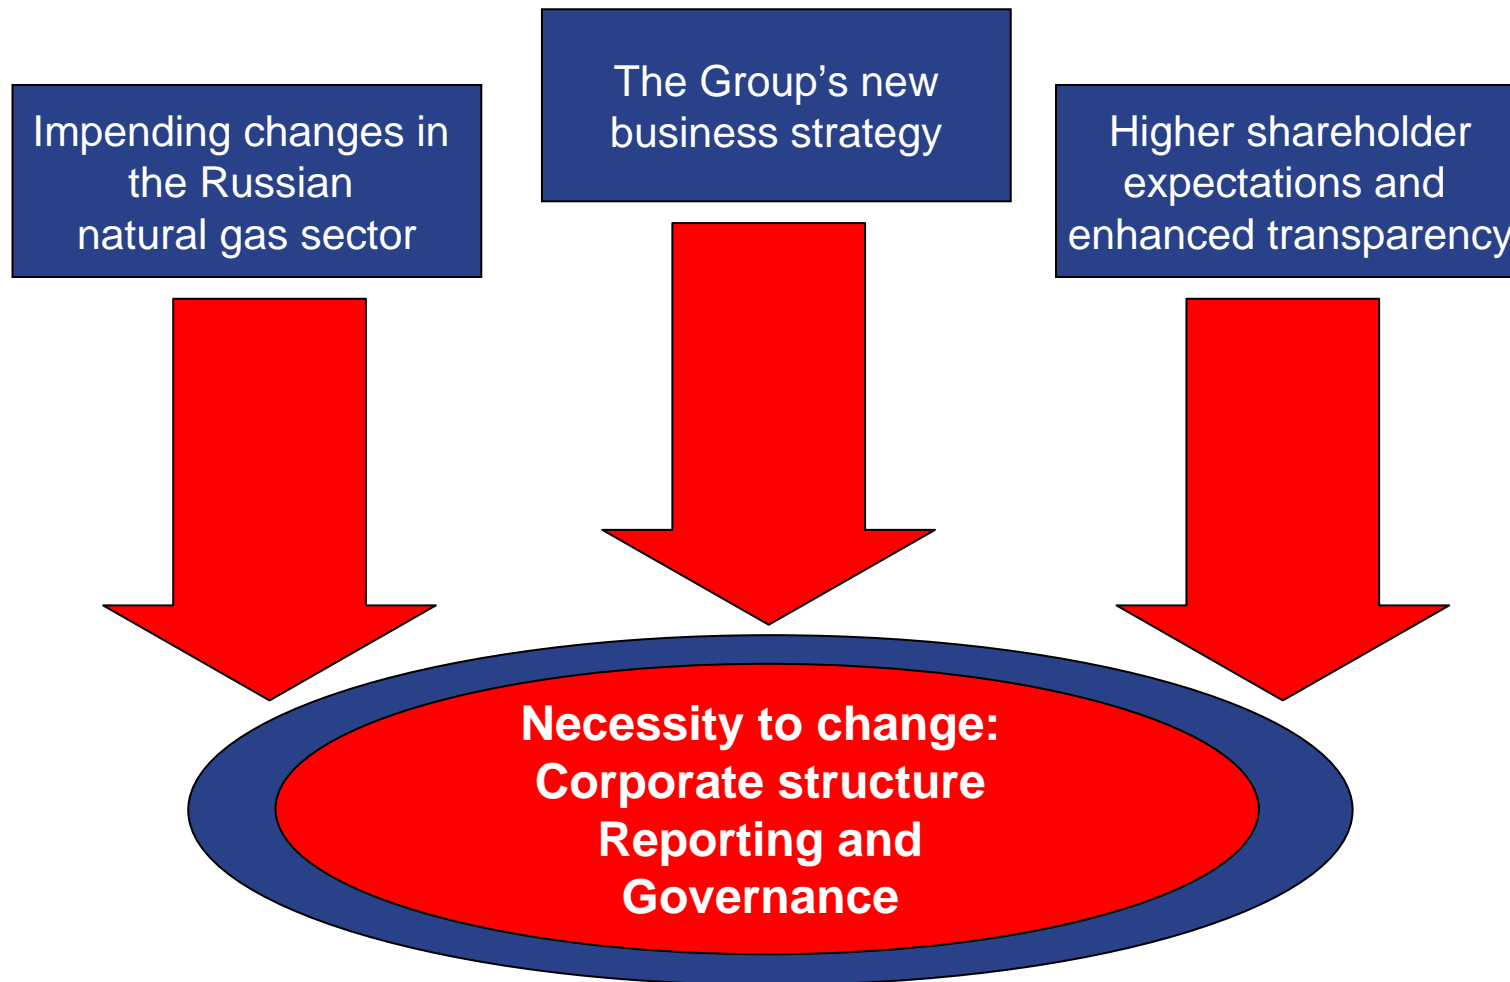 Impending changes in
the Russian
natural gas sector
The Group’s new
business strategy
Higher shareholder
expectations and
enhanced transparency
Necessity to change:
Corporate structure
Reporting and
Governance